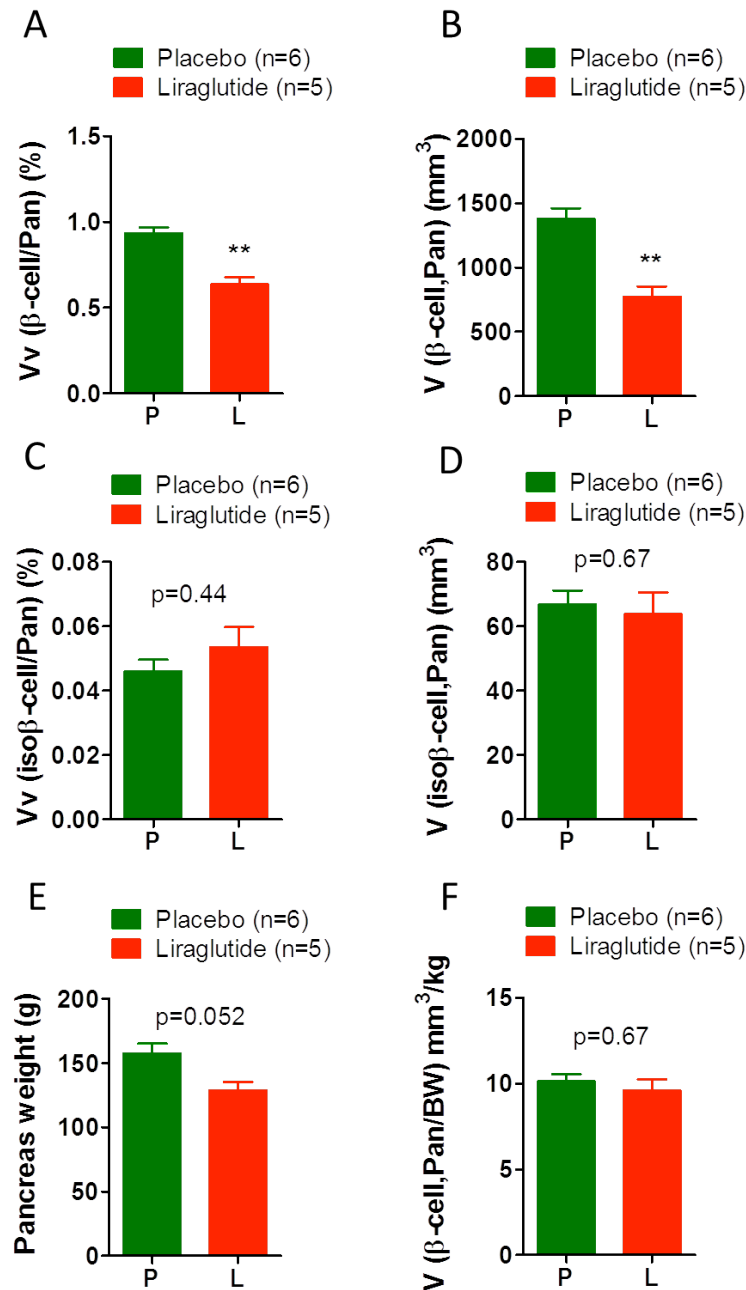 A
Placebo (n=6)
Liraglutide (n=5)
Vv (β-cell/Pan) (%)
1.5
1.0
0.5
0.0
**
P
L
B
Placebo (n=6)
Liraglutide (n=5)
V (β-cell,Pan) (mm³)
2000
1500
1000
500
0
**
P
L
C
Placebo (n=6)
Liraglutide (n=5)
Vv (isoβ-cell/Pan) (%)
0.08
0.06
0.04
0.02
0.00
p=0.44
P
L
D
Placebo (n=6)
Liraglutide (n=5)
V (isoβ-cell,Pan) (mm³)
80
60
40
20
0
p=0.67
P
L
E
Placebo (n=6)
Liraglutide (n=5)
Pancreas weight (g)
200
150
100
50
0
p=0.052
P
L
F
Placebo (n=6)
Liraglutide (n=5)
V (β-cell,Pan/BW) mm³/kg
15
10
5
0
p=0.67
P
L